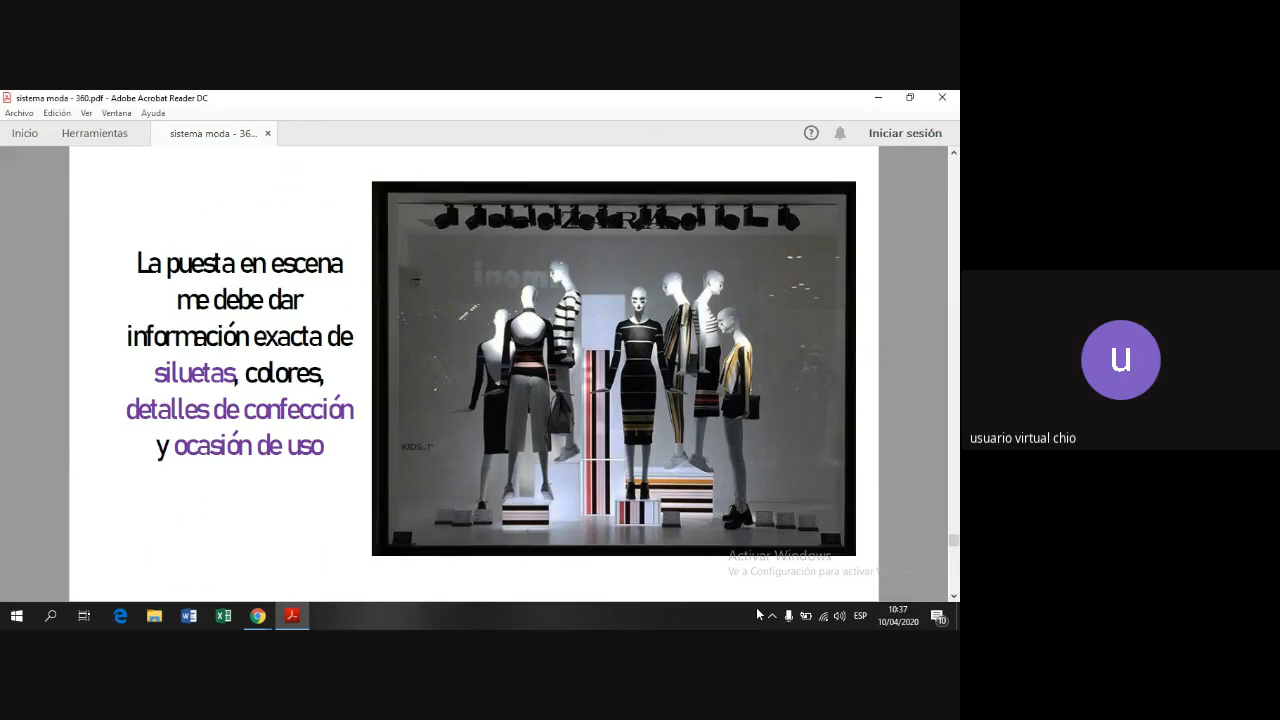 sistema moda - 360.pdf - Adobe Acrobat Reader DC
Archivo Edición Ver Ventana Ayuda
Inicio Herramientas sistema moda - 36... × Iniciar sesión
La puesta en escena
me debe dar
información exacta de
siluetas, colores,
detalles de confección
y ocasión de uso
ZARA
KIDS
Activar Windows
Ve a Configuración para activar
u
usuario virtual chio
ESP
10:37
10/04/2020
10